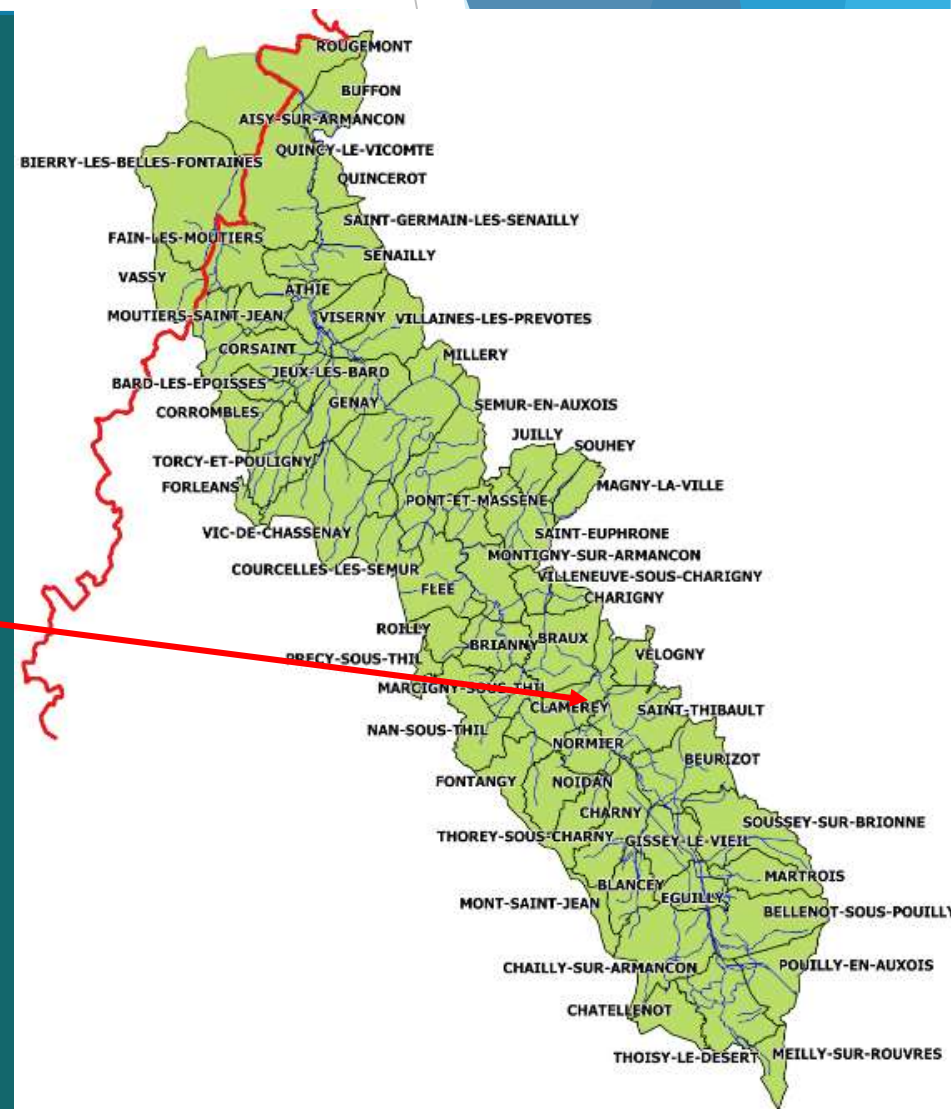 ROUGEMONT
BUFFON
AISY-SUR-ARMANCON
QUINCY-LE-VICOMTE
BIERRY-LES-BELLES-FONTAINES
QUINCEROT
SAINT-GERMAIN-LES-SENAILLY
FAIN-LES-MOUTIERS
SENAILLY
VASSY
ATHIE
MOUTIERS-SAINT-JEAN
VISERNY
VILLAINES-LES-PREVOTES
CORSAINT
MILLERY
JEUX-LES-BARD
BARD-LES-EPOISSES
GENAY
SEMUR-EN-AUXOIS
CORROMBLES
JUILLY
SOUHEY
TORCY-ET-POULIGNY
FORLEANS
MAGNY-LA-VILLE
PONT-ET-MASSENE
VIC-DE-CHASSENAY
SAINT-EUPHRONE
MONTIGNY-SUR-ARMANCON
COURCELLES-LES-SEMUR
VILLENEUVE-SOUS-CHARIGNY
FLEE
CHARIGNY
ROILLY
BRIANNY
BRAUX
VELOGNY
PRECY-SOUS-THIL
MARCIGNY-SOUS-THIL
CLAMEREY
SAINT-THIBAULT
NAN-SOUS-THIL
NORMIER
BEURIZOT
FONTANGY
NOIDAN
CHARNY
SOUSSEY-SUR-BRIONNE
THOREY-SOUS-CHARNY
GISSEY-LE-VIEIL
MARTROIS
BLANCEY
EGUILLY
MONT-SAINT-JEAN
BELLENOT-SOUS-POUILLY
CHAILLY-SUR-ARMANCON
POUILLY-EN-AUXOIS
CHATELLENOT
THOISY-LE-DESERT
MEILLY-SUR-ROUVRES